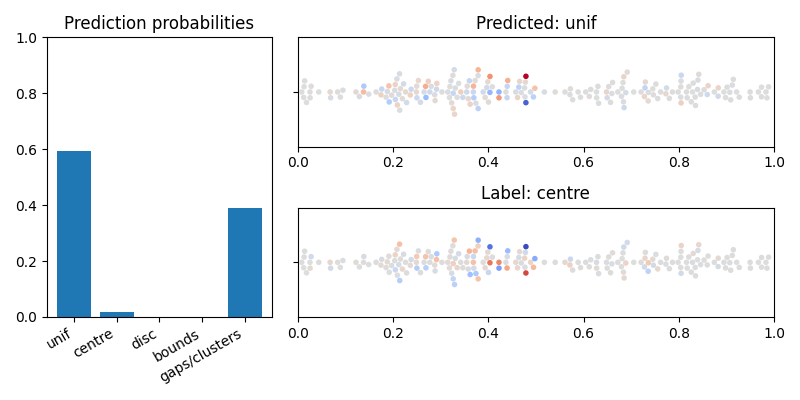 Prediction probabilities
1.0
0.8
0.6
0.4
0.2
0.0
unif
centre
disc
bounds
gaps/clusters
Predicted: unif
0.0 0.2 0.4 0.6 0.8 1.0
Label: centre
0.0 0.2 0.4 0.6 0.8 1.0